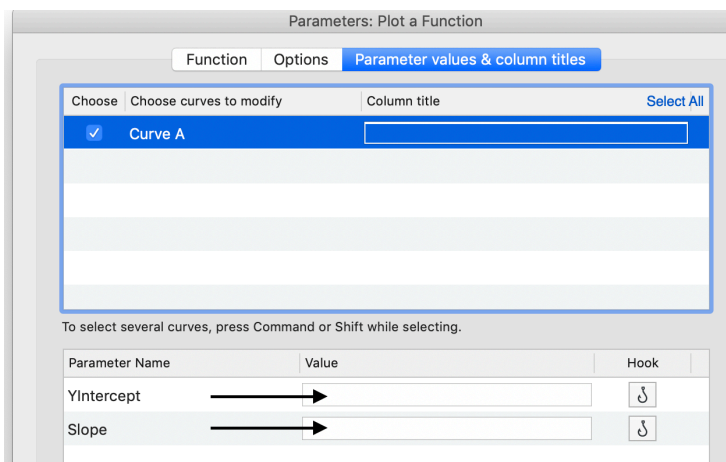 Parameters: Plot a Function
Function Options Parameter values & column titles
Choose Choose curves to modify Column title Select All
Curve A
To select several curves, press Command or Shift while selecting.
Parameter Name Value Hook
YIntercept
Slope